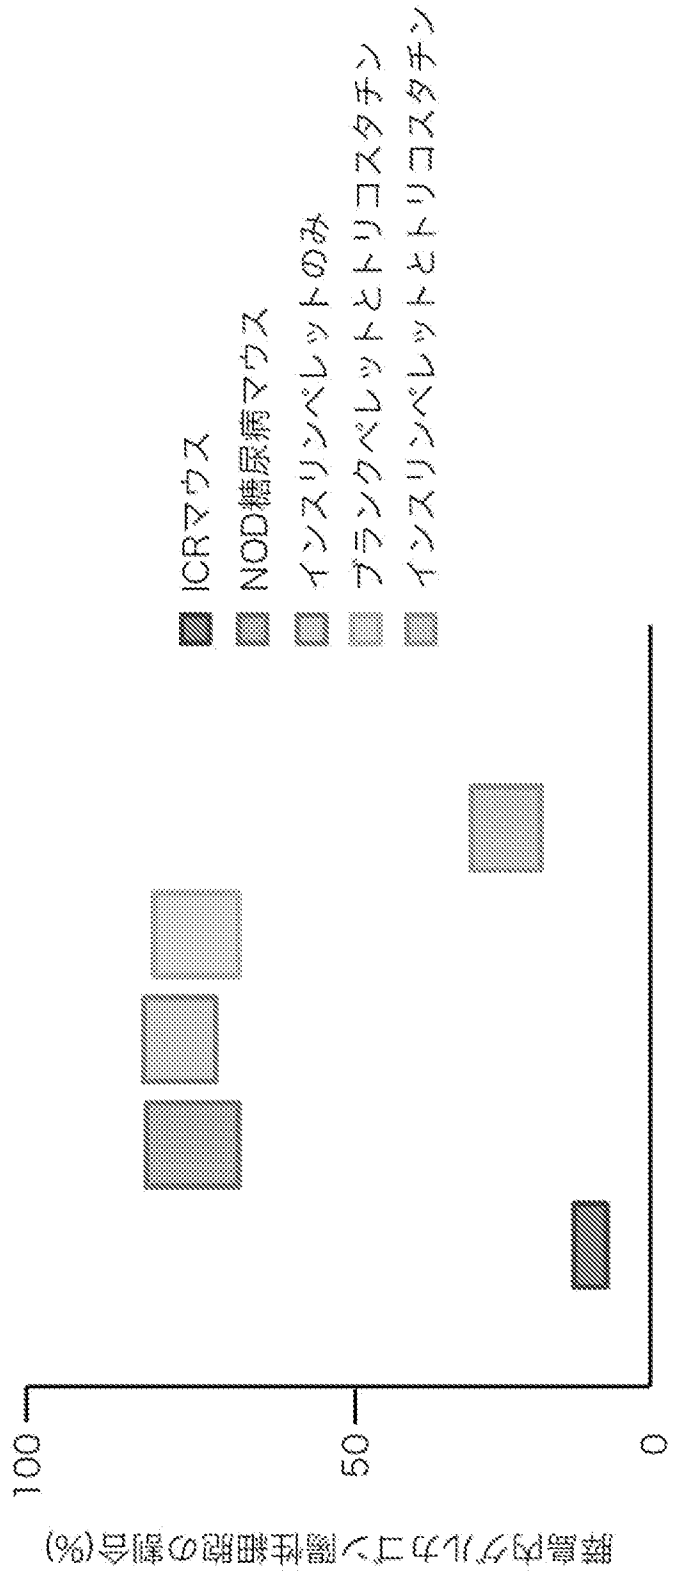 膵島内グルカゴン陽性細胞の割合(%)
100
50
0
ICRマウス
NOD糖尿病マウス
インスリンペレットのみ
ブランクペレットとトリコスタチン
インスリンペレットとトリコスタチン